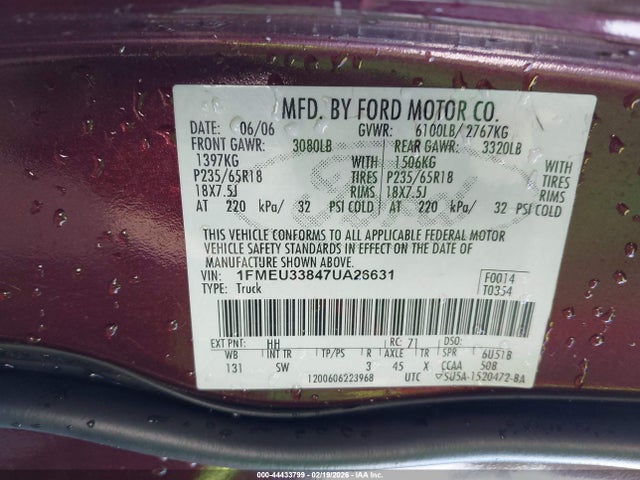 MFD. BY FORD MOTOR CO.
DATE: 06/06 GVWR: 6100LB/ 2767KG
FRONT GAWR: 3080LB REAR GAWR: 3320LB
1397KG WITH 1506KG WITH
P235/65R18 TIRES P235/65R18 TIRES
18X7.5J RIMS 18X7.5J RIMS
AT 220 kPa/ 32 PSI COLD AT 220 kPa/ 32 PSI COLD
THIS VEHICLE CONFORMS TO ALL APPLICABLE FEDERAL MOTOR
VEHICLE SAFETY STANDARDS IN EFFECT ON THE DATE OF
MANUFACTURE SHOWN ABOVE.
VIN: 1FMEU33847UA26631 F0014
TYPE: Truck T0354
EXT PNT: HH RC: 71 DSO:
WB INT TR TP/PS R AXLE TR SPR 6U51B
131 SW 3 45 X CCAA 50B
1200606223968 UTC ▽5U5A-1520472-BA
000-44433799 - 02/19/2026 - IAAI.com